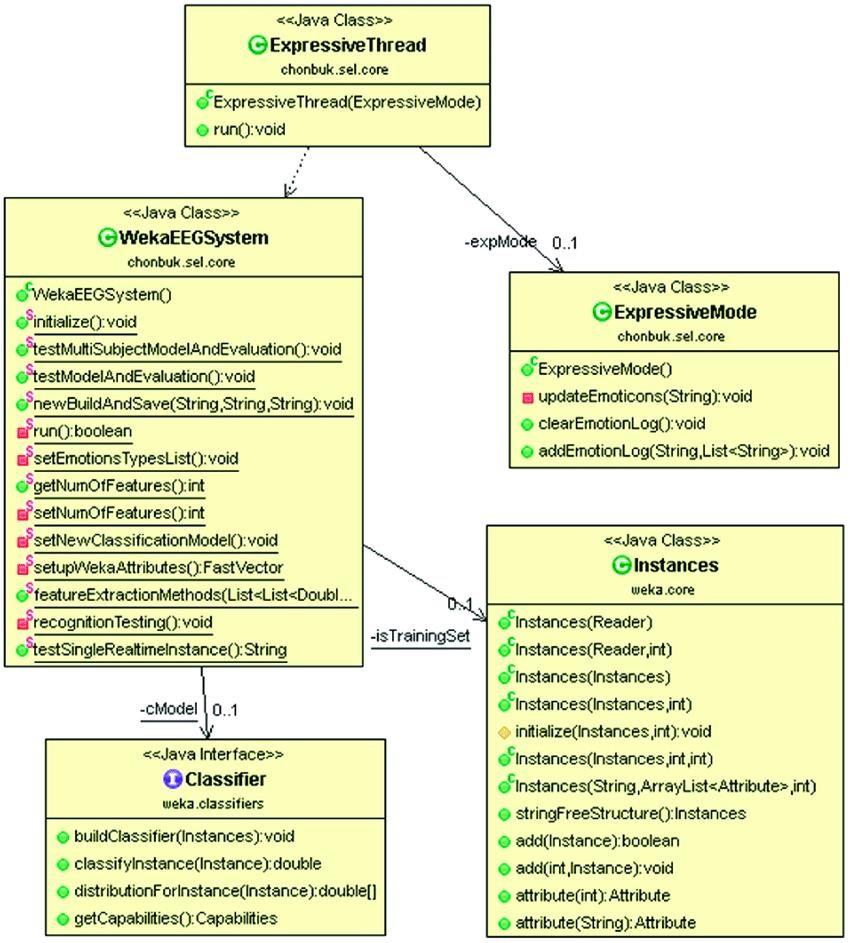 <<Java Class>>
ExpressiveThread
chonbuk.sel.core
ExpressiveThread(ExpressiveMode)
run():void
<<Java Class>>
WekaEEGSystem
chonbuk.sel.core
WekaEEGSystem()
initialize():void
testMultiSubjectModelAndEvaluation():void
testModelAndEvaluation():void
newBuildAndSave(String,String,String):void
run():boolean
setEmotionsTypesList():void
getNumOfFeatures():int
setNumOfFeatures():int
setNewClassificationModel():void
setupWekaAttributes():FastVector
featureExtractionMethods(List<List<Doubl...
recognitionTesting():void
testSingleRealtimeInstance():String
-expMode 0..1
<<Java Class>>
ExpressiveMode
chonbuk.sel.core
ExpressiveMode()
updateEmoticons(String):void
clearEmotionLog():void
addEmotionLog(String,List<String>):void
0..1
-isTrainingSet
<<Java Class>>
Instances
weka.core
Instances(Reader)
Instances(Reader,int)
Instances(Instances)
Instances(Instances,int)
initialize(Instances,int):void
Instances(Instances,int,int)
Instances(String,ArrayList<Attribute>,int)
stringFreeStructure():Instances
add(Instance):boolean
add(int,Instance):void
attribute(int):Attribute
attribute(String):Attribute
-cModel 0..1
<<Java Interface>>
Classifier
weka.classifiers
buildClassifier(Instances):void
classifyInstance(Instance):double
distributionForInstance(Instance):double[]
getCapabilities():Capabilities